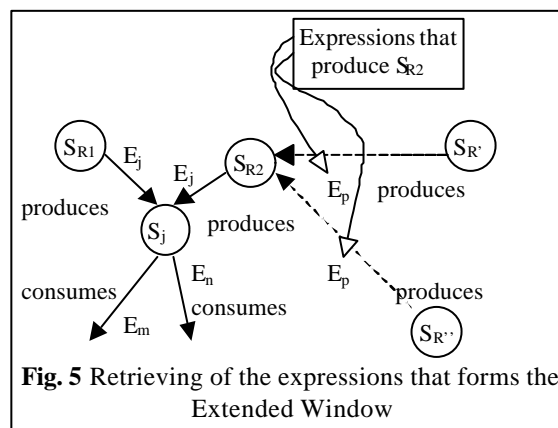 Expressions that
produce S_R2
S_R1
E_j
E_j
S_R2
S_R'
produces
E_p
produces
S_j
produces
E_n
E_p
consumes
consumes
produces
E_m
S_R''
Fig. 5 Retrieving of the expressions that forms the
Extended Window